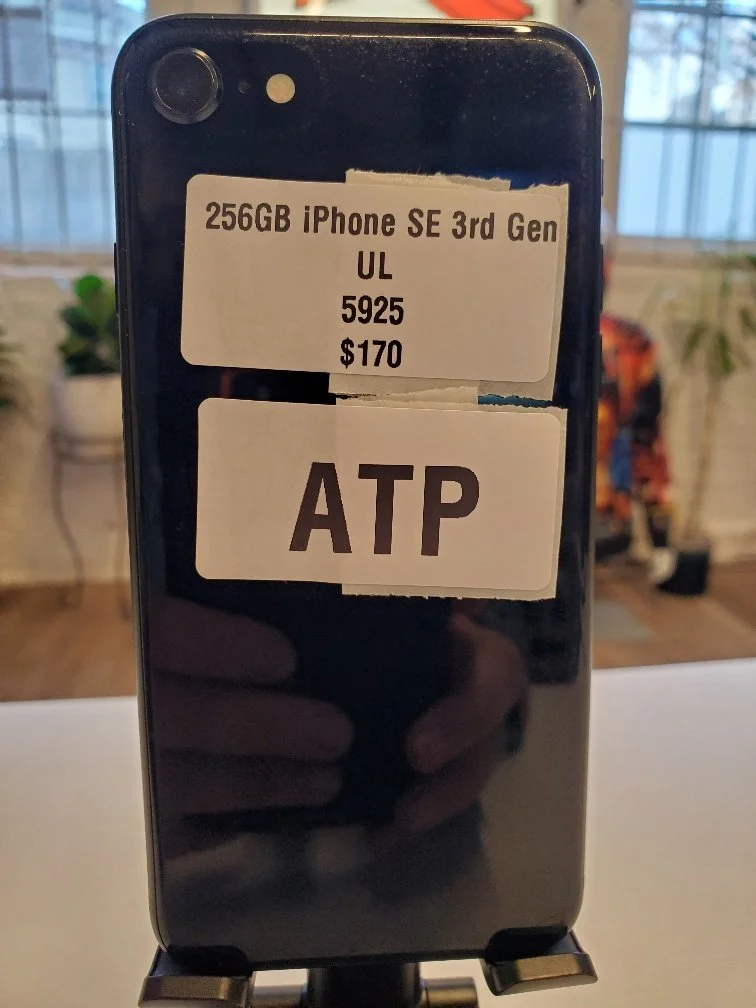 256GB iPhone SE 3rd Gen
UL
5925
$170
ATP